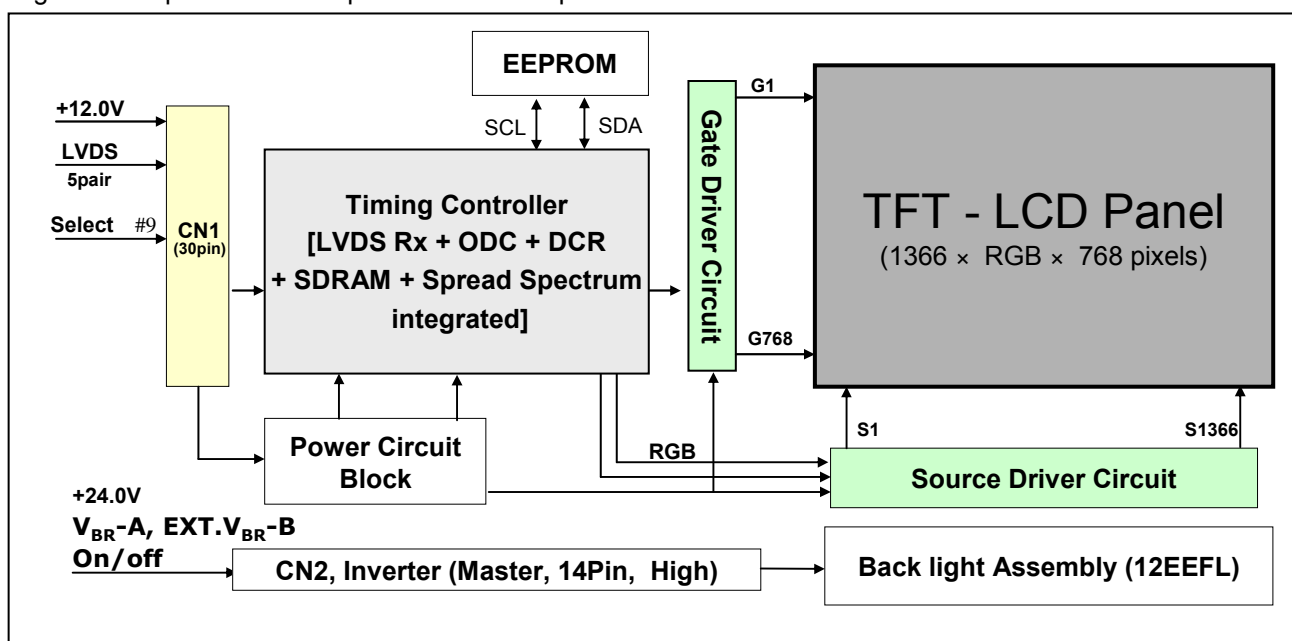 EEPROM
SCL
SDA
+12.0V
LVDS
5pair
Select #9
CN1
(30pin)
Timing Controller
[LVDS Rx + ODC + DCR
+ SDRAM + Spread Spectrum
integrated]
Gate Driver Circuit
G1
G768
TFT - LCD Panel
(1366 × RGB × 768 pixels)
S1
S1366
Power Circuit
Block
RGB
Source Driver Circuit
+24.0V
VBR-A, EXT.VBR-B
On/off
CN2, Inverter (Master, 14Pin, High)
Back light Assembly (12EEFL)